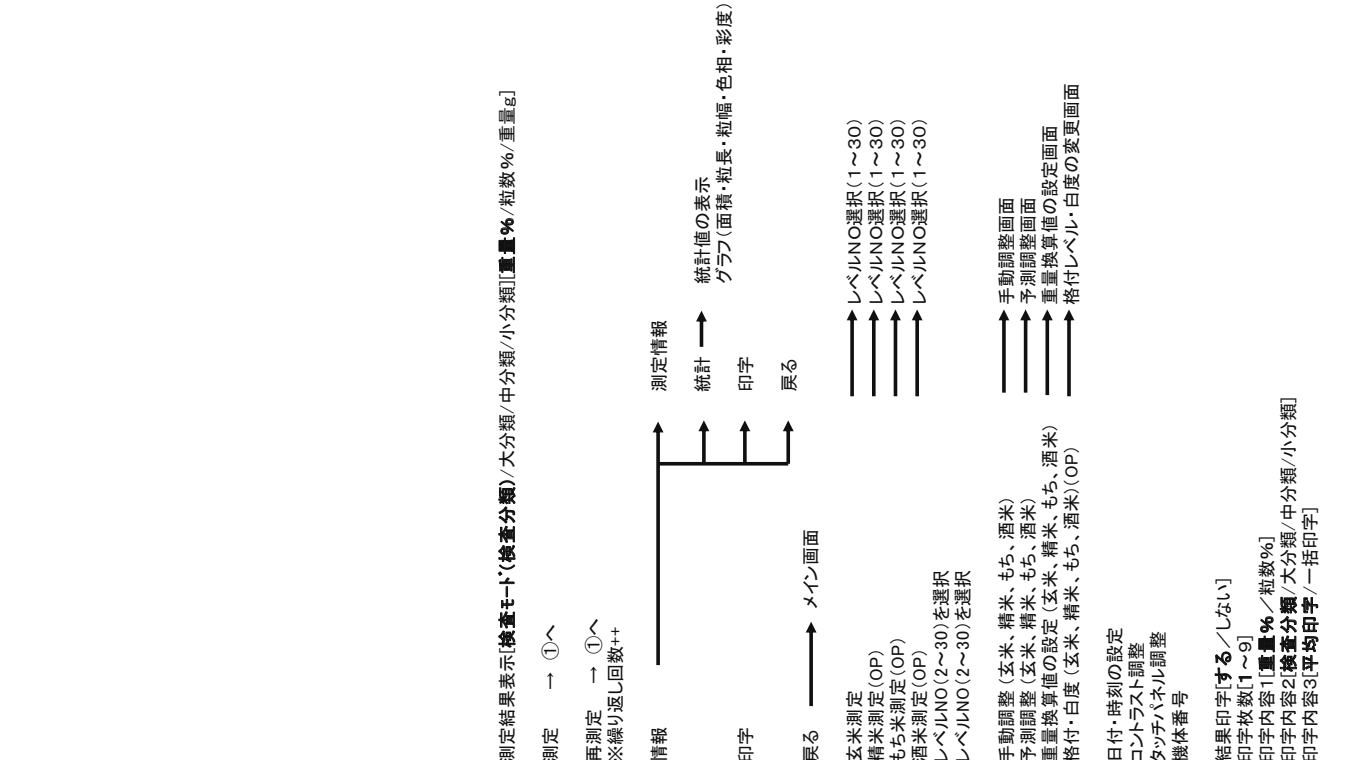 測定結果表示[検査モード(検査分類)/大分類/中分類/小分類][重量%/粒数%/重量g]
測定 → ①へ
再測定 → ①へ
※繰り返し回数++
情報 測定情報
統計 統計値の表示
グラフ(面積・粒長・粒幅・色相・彩度)
印字 印字
戻る
戻る メイン画面
玄米測定 レベルNO選択(1～30)
精米測定(OP) レベルNO選択(1～30)
もち米測定(OP) レベルNO選択(1～30)
酒米測定(OP) レベルNO選択(1～30)
レベルNO(2～30)を選択
レベルNO(2～30)を選択
手動調整(玄米、精米、もち、酒米) 手動調整画面
予測調整(玄米、精米、もち、酒米) 予測調整画面
重量換算値の設定(玄米、精米、もち、酒米) 重量換算値の設定画面
格付・白度(玄米、精米、もち、酒米)(OP) 格付レベル・白度の変更画面
日付・時刻の設定
コントラスト調整
タッチパネル調整
機体番号
結果印字[する／しない]
印字枚数[1～9]
印字内容1[重量%／粒数%]
印字内容2[検査分類/大分類/中分類/小分類]
印字内容3[平均印字/一括印字]